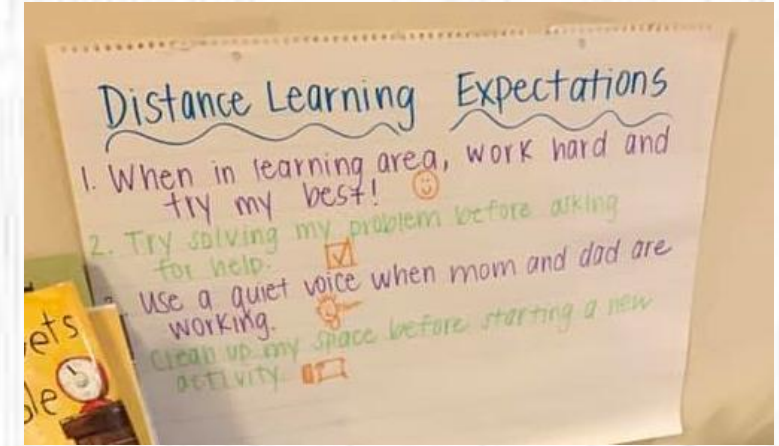 Distance Learning Expectations
1. When in learning area, work hard and
try my best!
2. Try solving my problem before asking
for help.
Use a quiet voice when mom and dad are
working.
Clean up my space before starting a new
activity.
ets
le